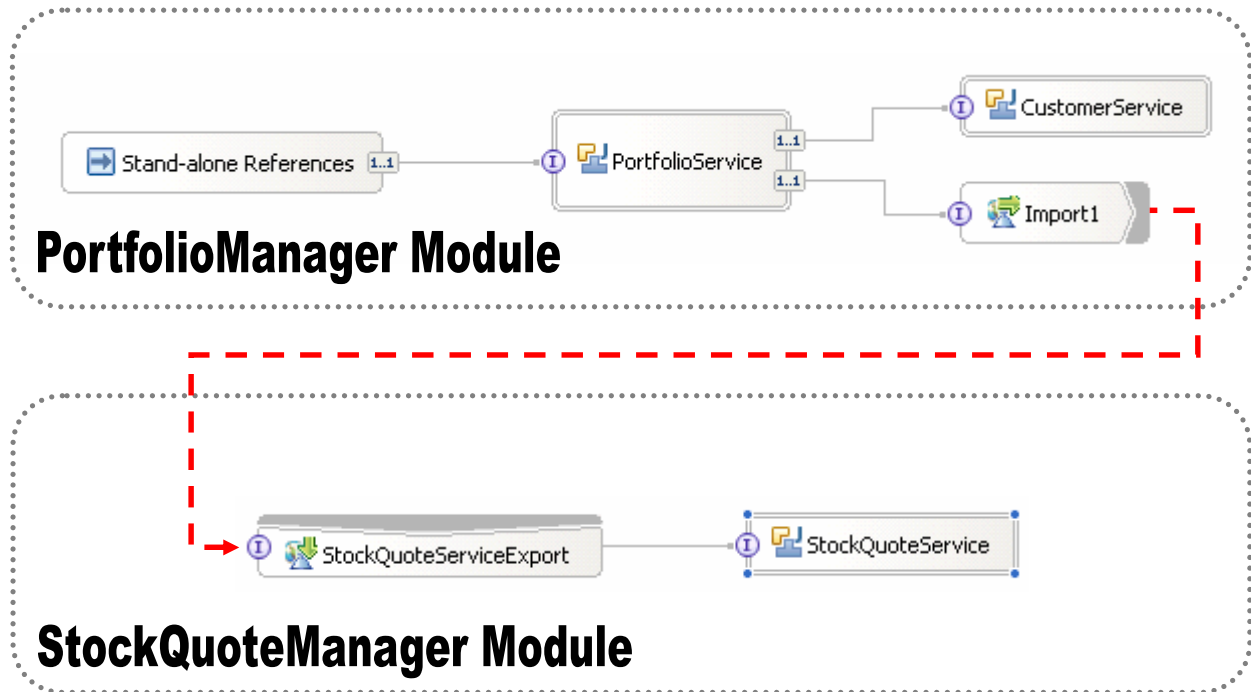 I CustomerService
1..1
Stand-alone References 1..1 I PortfolioService
1..1
I Import1
PortfolioManager Module
I StockQuoteServiceExport I StockQuoteService
StockQuoteManager Module